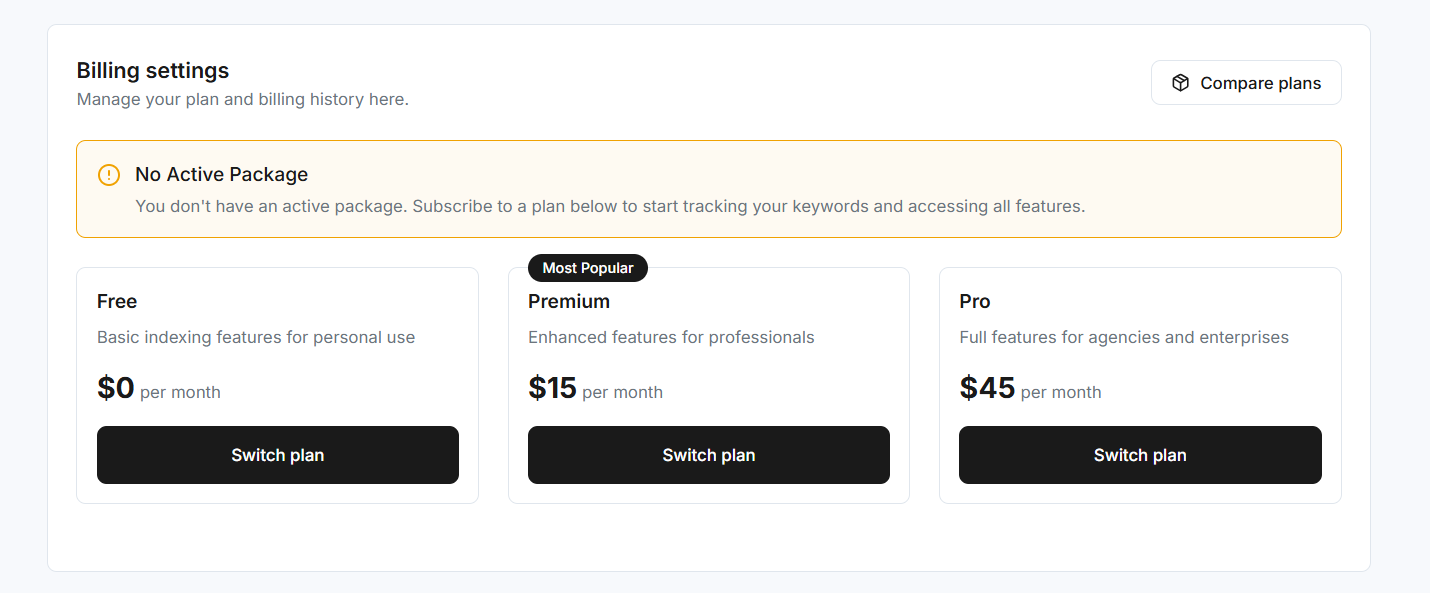 Billing settings
Manage your plan and billing history here.
Compare plans
No Active Package
You don't have an active package. Subscribe to a plan below to start tracking your keywords and accessing all features.
Free
Basic indexing features for personal use
$0 per month
Switch plan
Most Popular
Premium
Enhanced features for professionals
$15 per month
Switch plan
Pro
Full features for agencies and enterprises
$45 per month
Switch plan